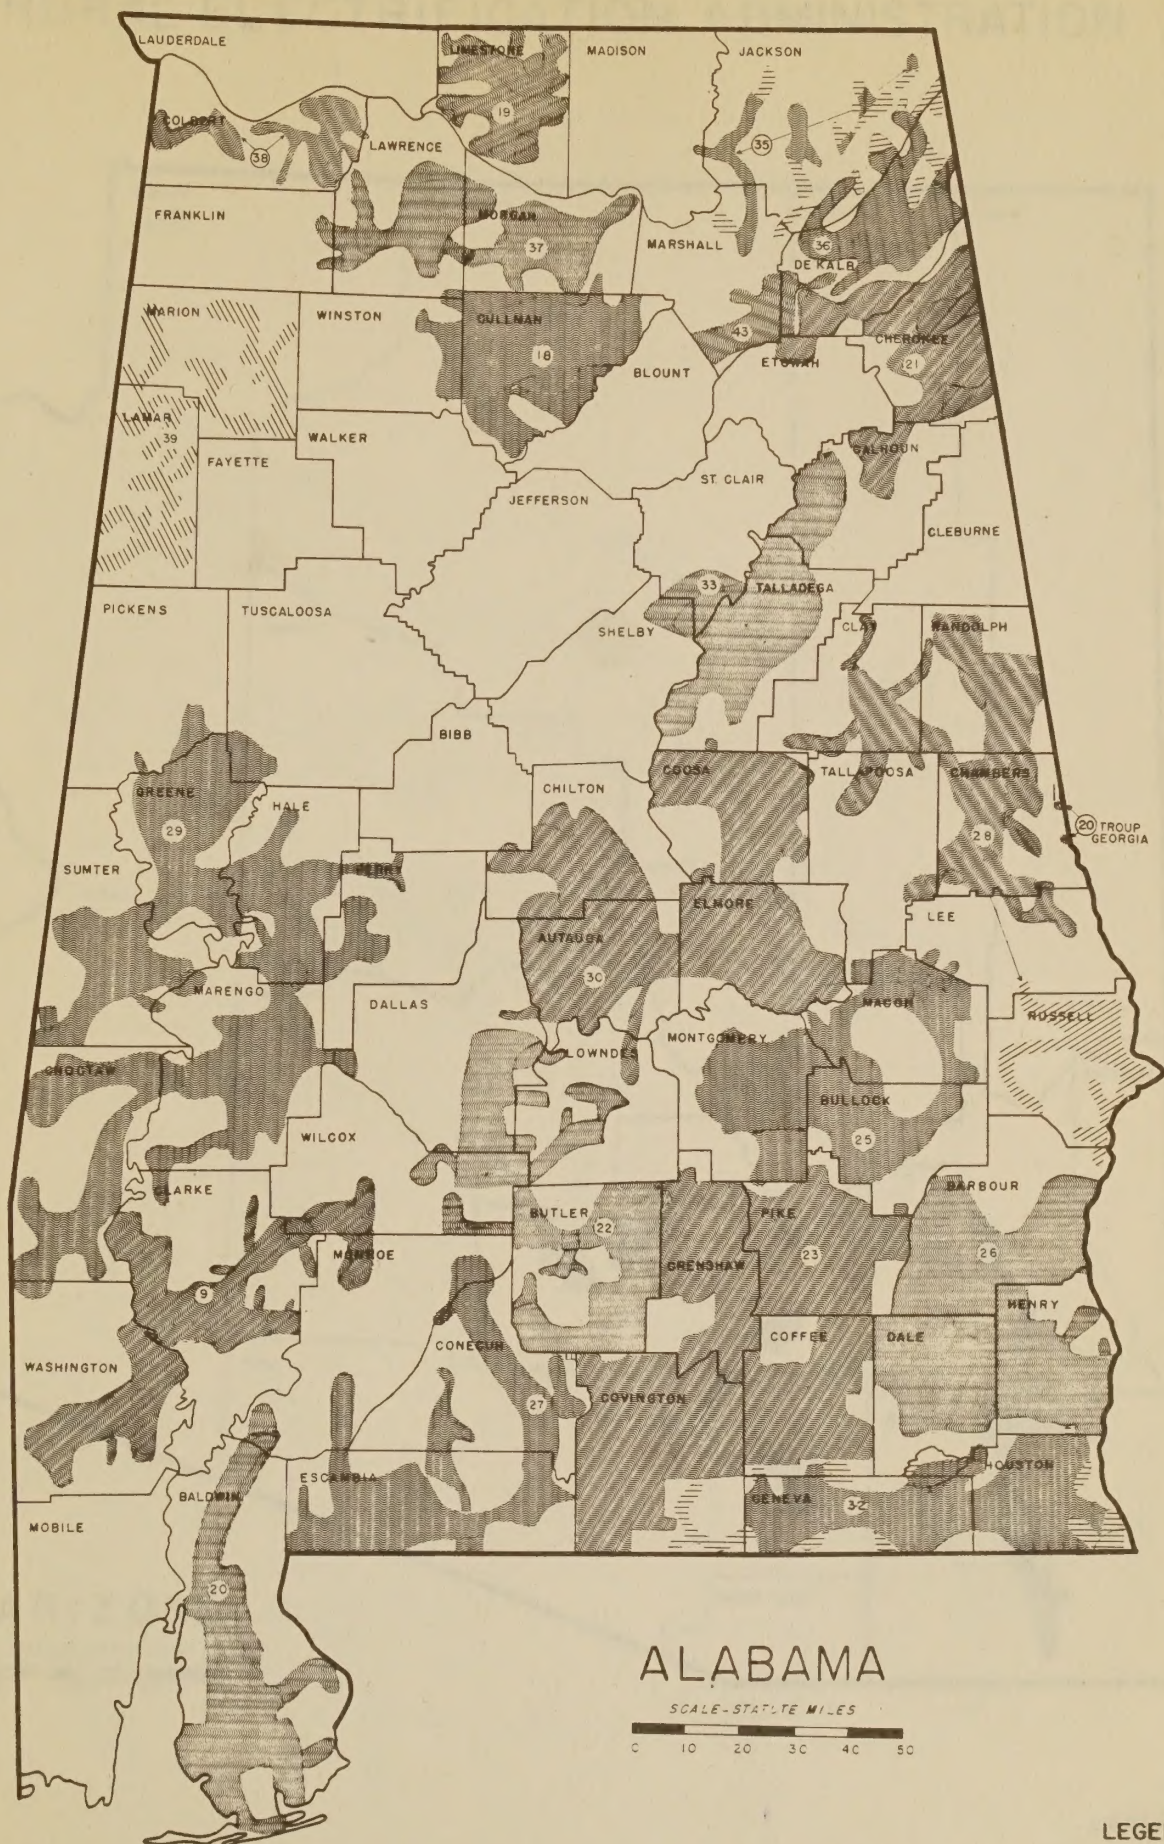 LAUDERDALE
LIMESTONE
MADISON
JACKSON
COLBERT
19
38
LAWRENCE
35
FRANKLIN
MORGAN
37
MARSHALL
36
DE KALB
MARION
WINSTON
CULLMAN
18
43
CHEROKEE
ETOWAH
21
BLOUNT
LAMAR
39
WALKER
FAYETTE
CALHOUN
ST. CLAIR
JEFFERSON
CLEBURNE
33
TALLADEGA
PICKENS
TUSCALOOSA
SHELBY
CLAY
RANDOLPH
BIBB
COOSA
TALLAPOOSA
CHAMBERS
GREENE
HALE
CHILTON
29
28
20 TROUP
GEORGIA
SUMTER
PERRY
ELMORE
LEE
AUTAUGA
30
MARENGO
DALLAS
MACON
RUSSELL
LOWNDES
MONTGOMERY
CHOCTAW
BULLOCK
25
WILCOX
CLARKE
BARBOUR
BUTLER
22
PIKE
23
26
MONROE
CRENSHAW
9
HENRY
WASHINGTON
CONECUH
COFFEE
DALE
COVINGTON
27
ESCAMBIA
HOUSTON
BALDWIN
GENEVA
32
MOBILE
20
ALABAMA
SCALE-STATUTE MILES
0 10 20 30 40 50
LEGE